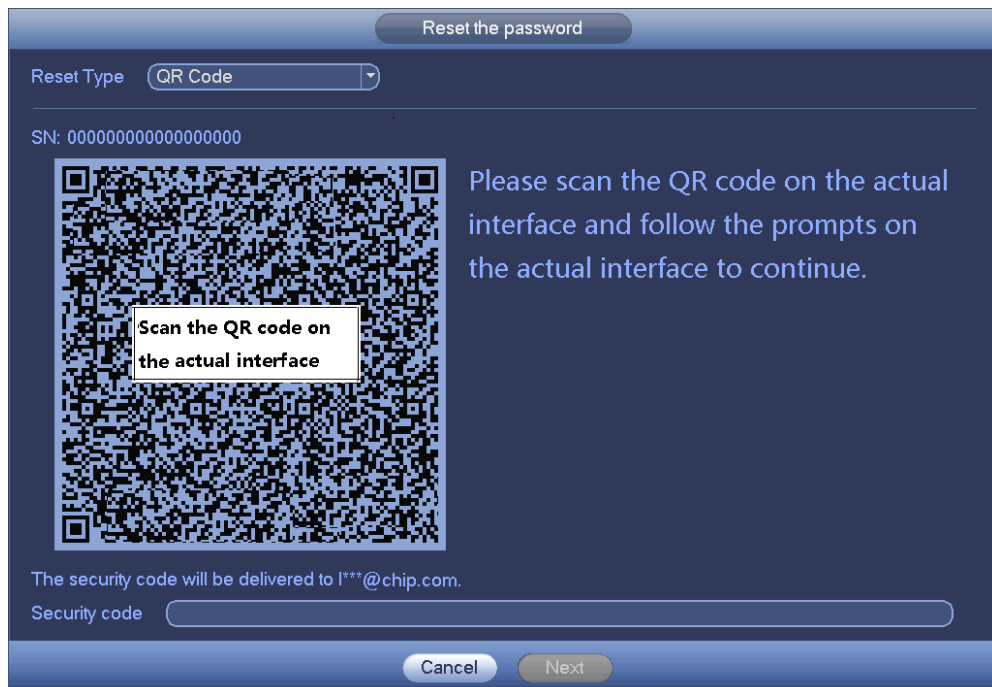 Reset the password
Reset Type QR Code
SN: 000000000000000000
Please scan the QR code on the actual
interface and follow the prompts on
the actual interface to continue.
Scan the QR code on
the actual interface
The security code will be delivered to l***@chip.com.
Security code
Cancel Next